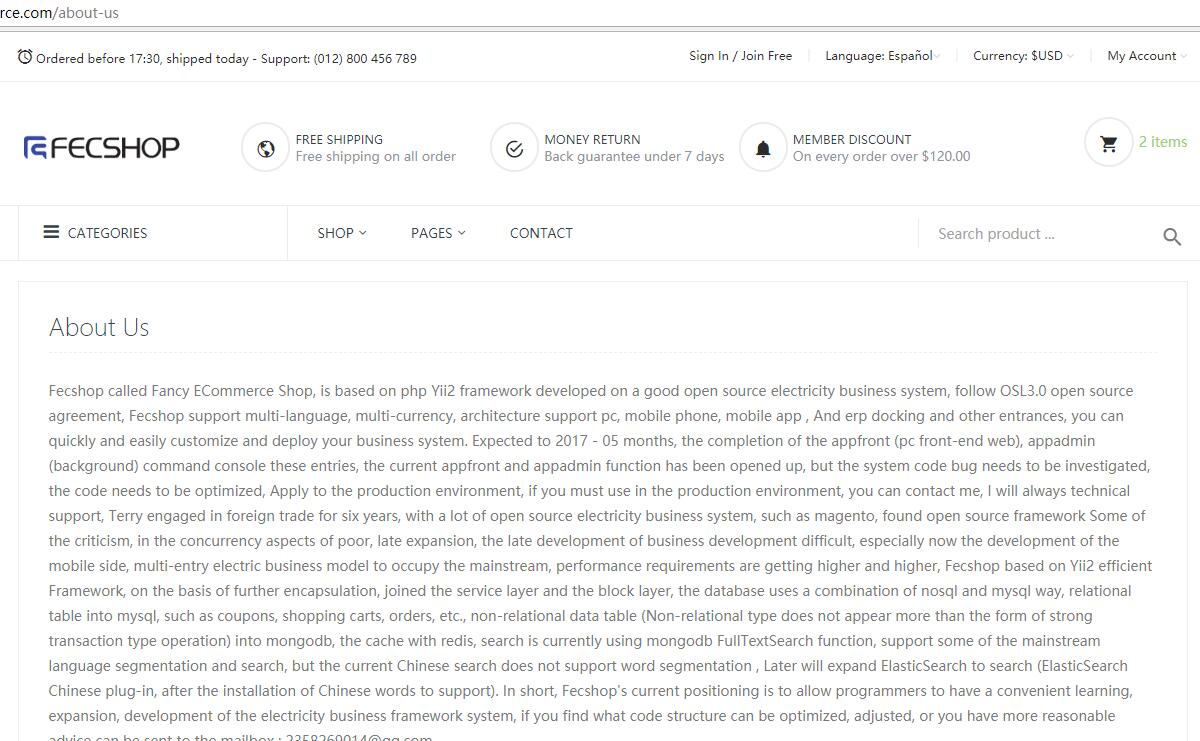 rce.com/about-us
Ordered before 17:30, shipped today - Support: (012) 800 456 789
Sign In / Join Free
Language: Español
Currency: $USD
My Account
FECSHOP
FREE SHIPPING
Free shipping on all order
MONEY RETURN
Back guarantee under 7 days
MEMBER DISCOUNT
On every order over $120.00
2 items
CATEGORIES
SHOP
PAGES
CONTACT
Search product ...
About Us
Fecshop called Fancy ECommerce Shop, is based on php Yii2 framework developed on a good open source electricity business system, follow OSL3.0 open source
agreement, Fecshop support multi-language, multi-currency, architecture support pc, mobile phone, mobile app , And erp docking and other entrances, you can
quickly and easily customize and deploy your business system. Expected to 2017 - 05 months, the completion of the appfront (pc front-end web), appadmin
(background) command console these entries, the current appfront and appadmin function has been opened up, but the system code bug needs to be investigated,
the code needs to be optimized, Apply to the production environment, if you must use in the production environment, you can contact me, I will always technical
support, Terry engaged in foreign trade for six years, with a lot of open source electricity business system, such as magento, found open source framework Some of
the criticism, in the concurrency aspects of poor, late expansion, the late development of business development difficult, especially now the development of the
mobile side, multi-entry electric business model to occupy the mainstream, performance requirements are getting higher and higher, Fecshop based on Yii2 efficient
Framework, on the basis of further encapsulation, joined the service layer and the block layer, the database uses a combination of nosql and mysql way, relational
table into mysql, such as coupons, shopping carts, orders, etc., non-relational data table (Non-relational type does not appear more than the form of strong
transaction type operation) into mongodb, the cache with redis, search is currently using mongodb FullTextSearch function, support some of the mainstream
language segmentation and search, but the current Chinese search does not support word segmentation , Later will expand ElasticSearch to search (ElasticSearch
Chinese plug-in, after the installation of Chinese words to support). In short, Fecshop's current positioning is to allow programmers to have a convenient learning,
expansion, development of the electricity business framework system, if you find what code structure can be optimized, adjusted, or you have more reasonable
advice can be sent to the mailbox : 2358269014@qq.com